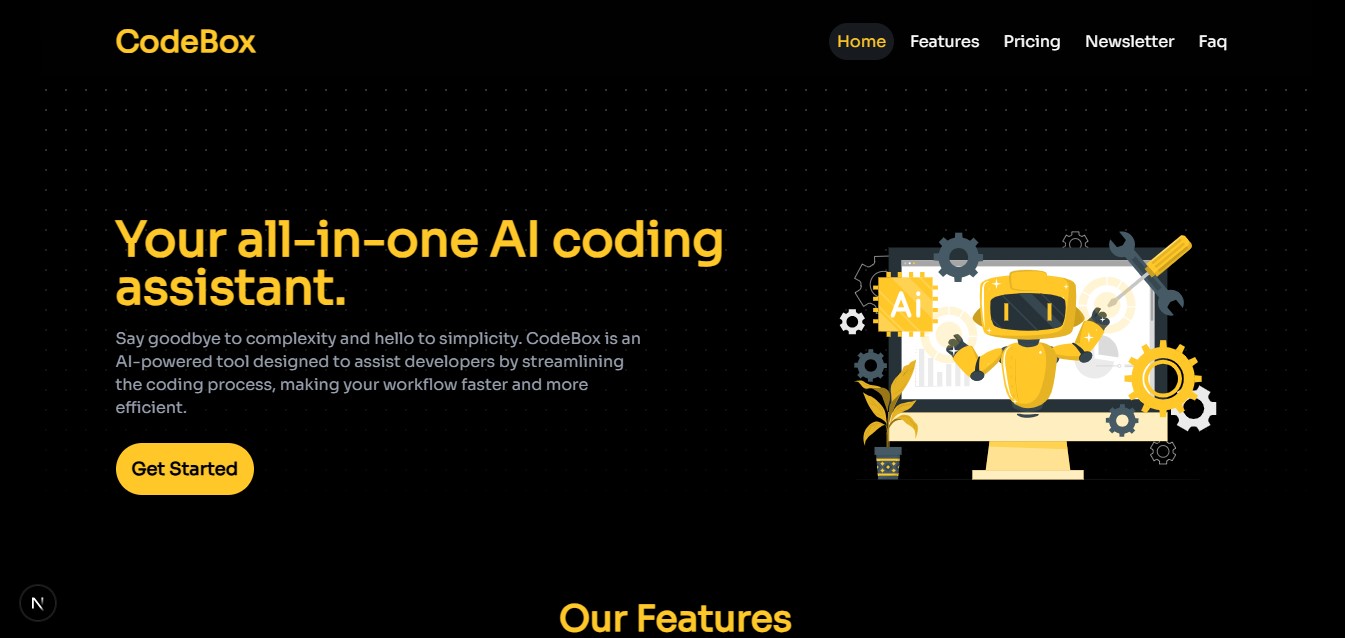 CodeBox
Home Features Pricing Newsletter Faq
Your all-in-one AI coding
assistant.
Say goodbye to complexity and hello to simplicity. CodeBox is an
AI-powered tool designed to assist developers by streamlining
the coding process, making your workflow faster and more
efficient.
Get Started
Ai
N
Our Features